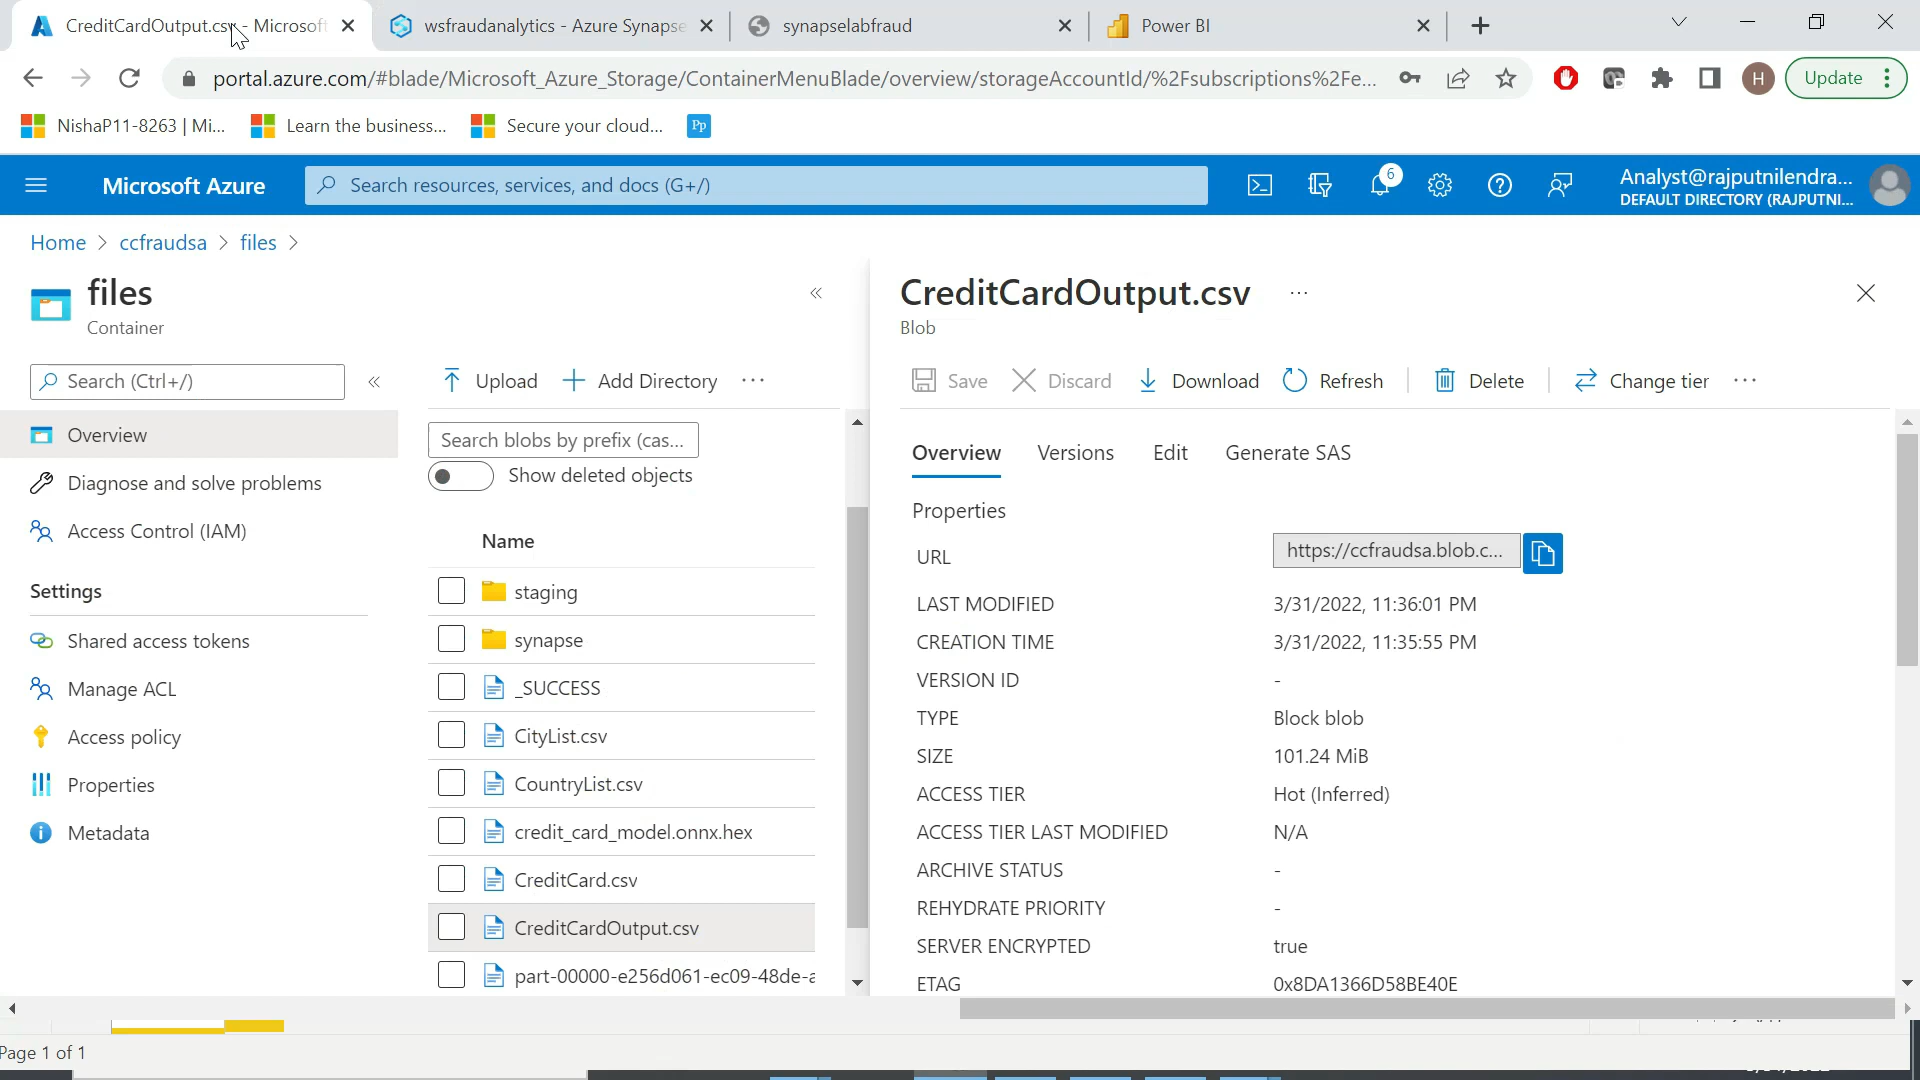 CreditCardOutput.csv - Microsoft
wsfraudanalytics - Azure Synapse
synapselabfraud
Power BI
portal.azure.com/#blade/Microsoft_Azure_Storage/ContainerMenuBlade/overview/storageAccountId/%2Fsubscriptions%2Fe...
H
Update
NishaP11-8263 | Mi...
Learn the business...
Secure your cloud...
Pp
Microsoft Azure
Search resources, services, and docs (G+/)
6
Analyst@rajputnilendra...
DEFAULT DIRECTORY (RAJPUTNI...
Home > ccfraudsa > files >
files
Container
Search (Ctrl+/)
Overview
Diagnose and solve problems
Access Control (IAM)
Settings
Shared access tokens
Manage ACL
Access policy
Properties
Metadata
Upload
Add Directory
...
Search blobs by prefix (cas...
Show deleted objects
Name
staging
synapse
_SUCCESS
CityList.csv
CountryList.csv
credit_card_model.onnx.hex
CreditCard.csv
CreditCardOutput.csv
part-00000-e256d061-ec09-48de-a
CreditCardOutput.csv ...
Blob
Save
Discard
Download
Refresh
Delete
Change tier
...
Overview
Versions
Edit
Generate SAS
Properties
URL https://ccfraudsa.blob.c...
LAST MODIFIED 3/31/2022, 11:36:01 PM
CREATION TIME 3/31/2022, 11:35:55 PM
VERSION ID -
TYPE Block blob
SIZE 101.24 MiB
ACCESS TIER Hot (Inferred)
ACCESS TIER LAST MODIFIED N/A
ARCHIVE STATUS -
REHYDRATE PRIORITY -
SERVER ENCRYPTED true
ETAG 0x8DA1366D58BE40E
Page 1 of 1